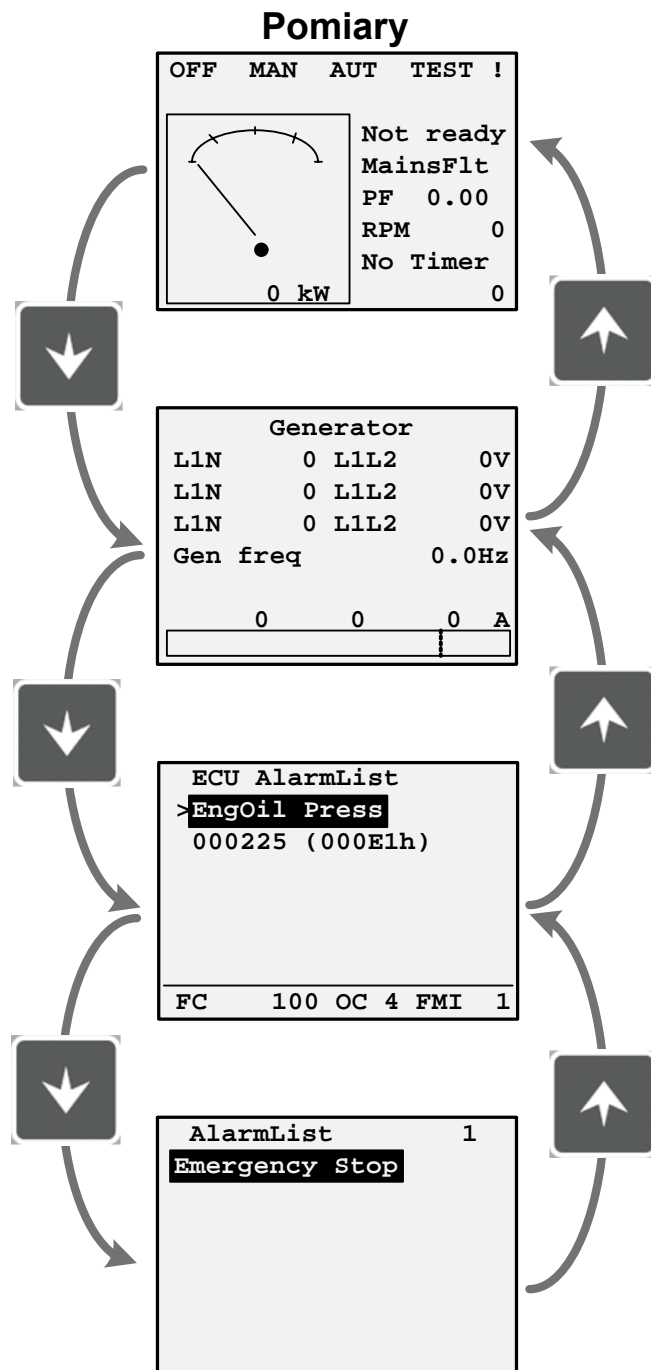 Pomiary
OFF MAN AUT TEST !
Not ready
MainsFlt
PF 0.00
RPM 0
No Timer
0 kW 0
Generator
L1N 0 L1L2 0V
L1N 0 L1L2 0V
L1N 0 L1L2 0V
Gen freq 0.0Hz
0 0 0 A
ECU AlarmList
>EngOil Press
000225 (000E1h)
FC 100 OC 4 FMI 1
AlarmList 1
Emergency Stop